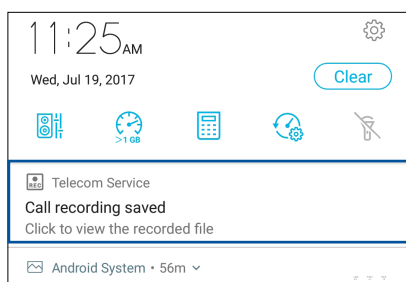 11:25AM
Wed, Jul 19, 2017
Clear
>1 GB
REC Telecom Service
Call recording saved
Click to view the recorded file
Android System • 56m